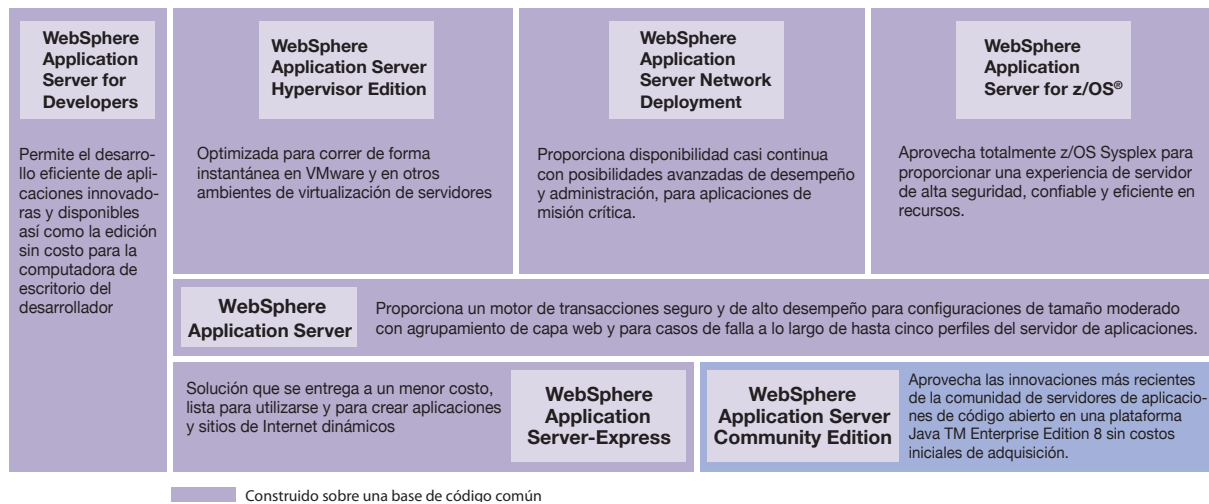 WebSphere
Application
Server for
Developers
Permite el desarro-
llo eficiente de apli-
caciones innovado-
ras y disponibles
así como la edición
sin costo para la
computadora de
escritorio del
desarrollador
WebSphere
Application Server
Hypervisor Edition
Optimizada para correr de forma
instantánea en VMware y en otros
ambientes de virtualización de servidores
WebSphere
Application
Server Network
Deployment
Proporciona disponibilidad casi continua
con posibilidades avanzadas de desempeño
y administración, para aplicaciones de
misión crítica.
WebSphere
Application
Server for z/OS®
Aprovecha totalmente z/OS Sysplex para
proporcionar una experiencia de servidor
de alta seguridad, confiable y eficiente en
recursos.
WebSphere
Application Server
Proporciona un motor de transacciones seguro y de alto desempeño para configuraciones de tamaño moderado
con agrupamiento de capa web y para casos de falla a lo largo de hasta cinco perfiles del servidor de aplicaciones.
Solución que se entrega a un menor costo,
lista para utilizarse y para crear aplicaciones
y sitios de Internet dinámicos
WebSphere
Application
Server-Express
WebSphere
Application Server
Community Edition
Aprovecha las innovaciones más recientes
de la comunidad de servidores de aplicacio-
nes de código abierto en una plataforma
Java TM Enterprise Edition 8 sin costos
iniciales de adquisición.
Construido sobre una base de código común